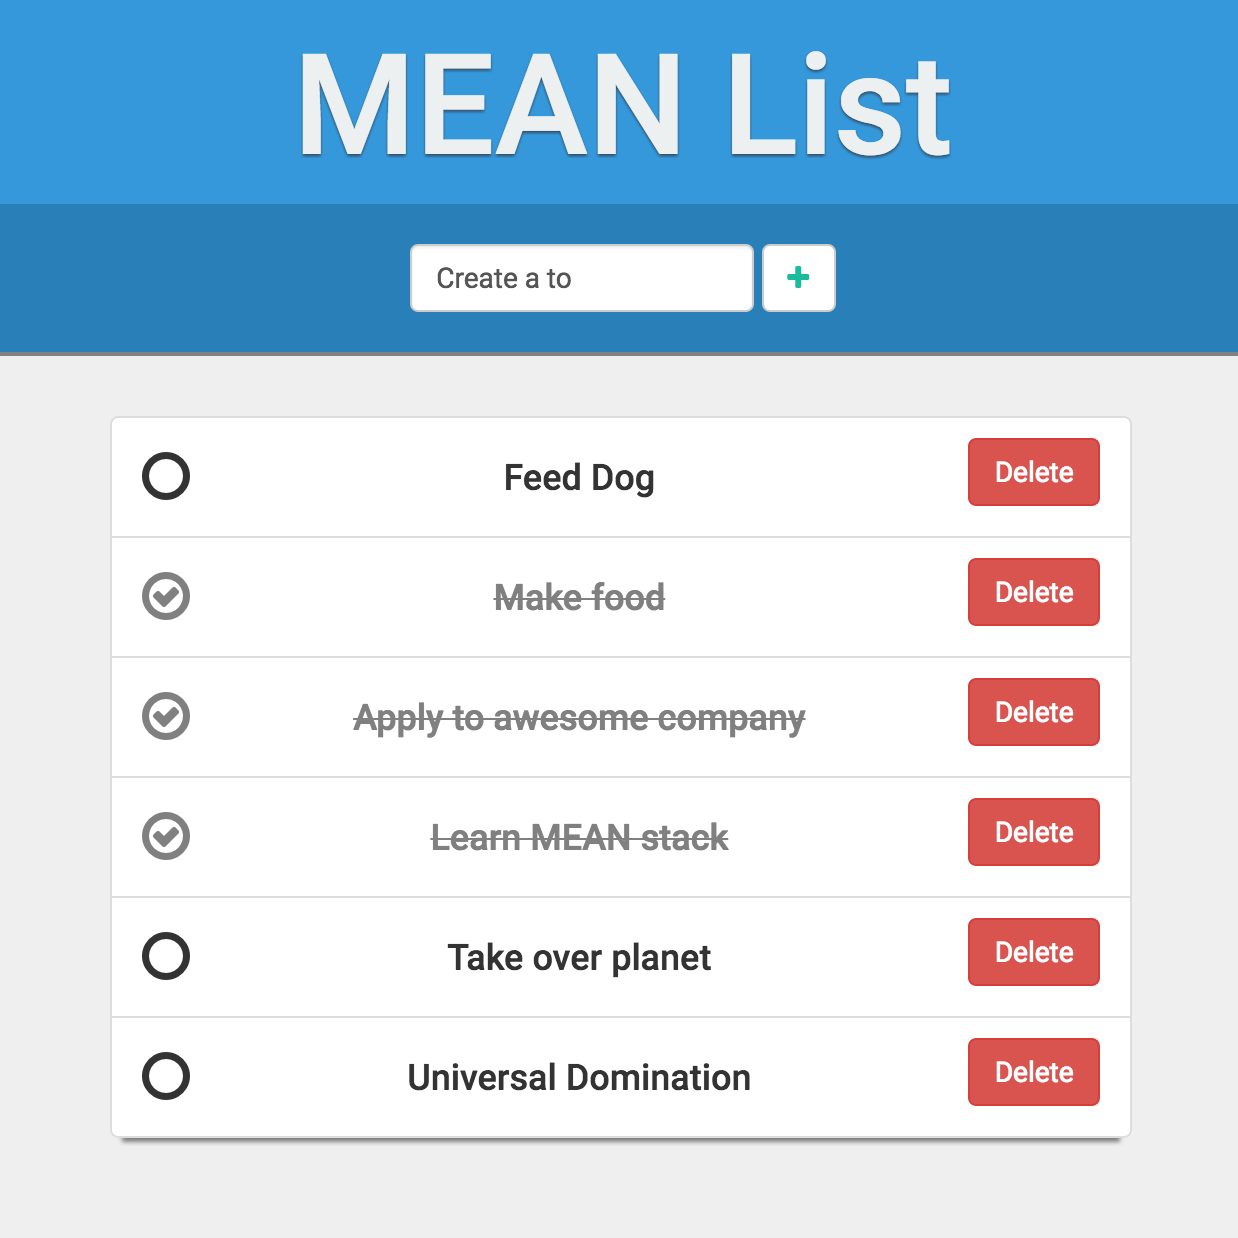 MEAN List
Create a to
Feed Dog
Delete
Make food
Delete
Apply to awesome company
Delete
Learn MEAN stack
Delete
Take over planet
Delete
Universal Domination
Delete